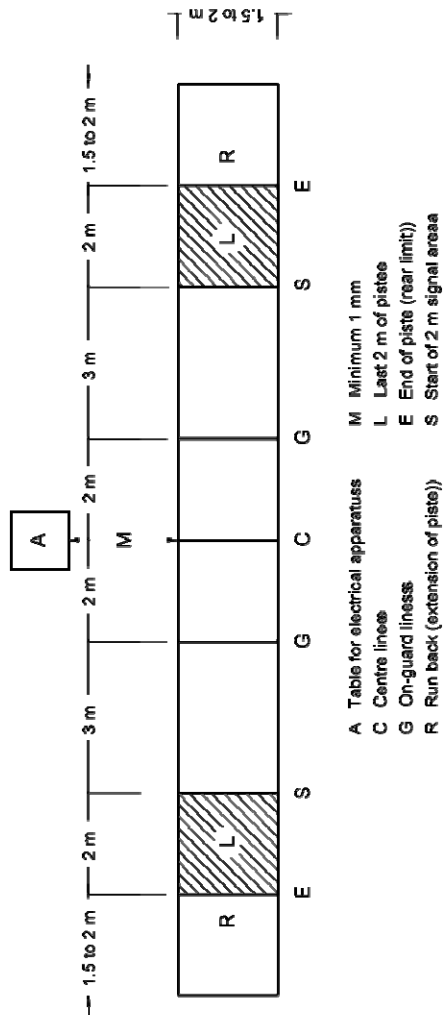 A
1.5 to 2 m 2 m 3 m 2 m 2 m 3 m 2 m 1.5 to 2 m
M
R L L R
1.5 to 2 m
E S G C G S E
A Table for electrical apparatuss
C Centre linees
G On-guard liness
R Run back (extension of piste))
M Minimum 1 mm
L Last 2 m of pistee
E End of piste (rear limit))
S Start of 2 m signal areaa